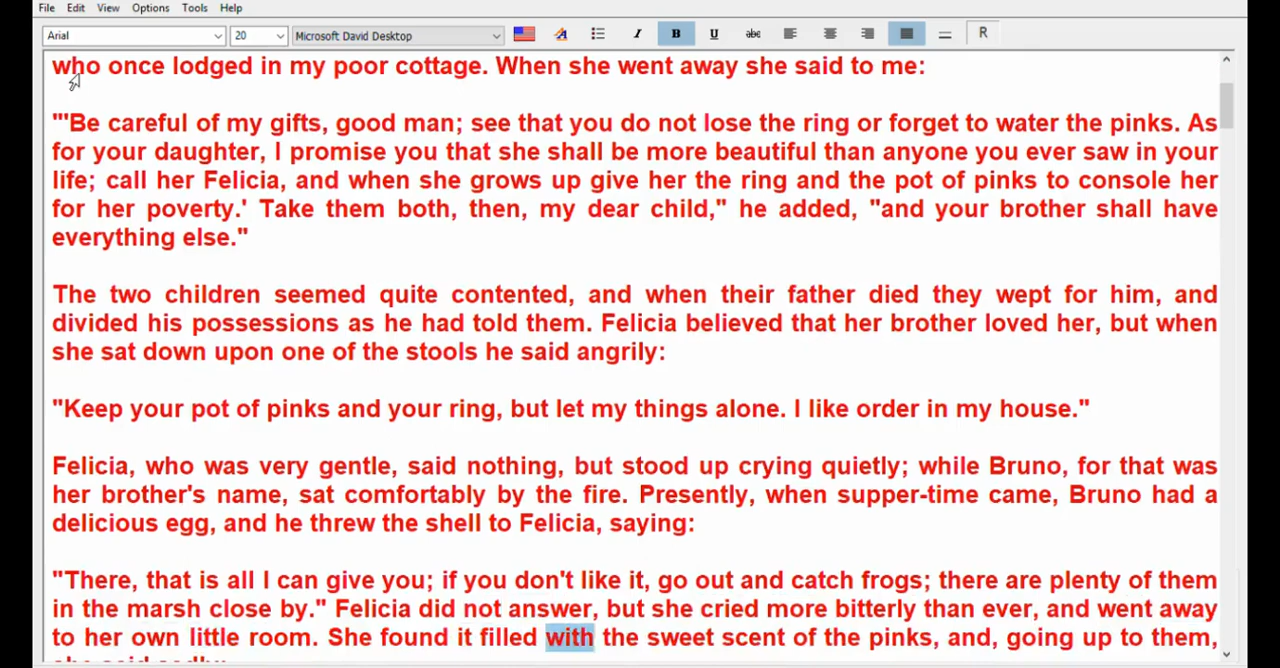 File Edit View Options Tools Help
Arial 20 Microsoft David Desktop I B U abc R
who once lodged in my poor cottage. When she went away she said to me:
"'Be careful of my gifts, good man; see that you do not lose the ring or forget to water the pinks. As
for your daughter, I promise you that she shall be more beautiful than anyone you ever saw in your
life; call her Felicia, and when she grows up give her the ring and the pot of pinks to console her
for her poverty.' Take them both, then, my dear child," he added, "and your brother shall have
everything else."
The two children seemed quite contented, and when their father died they wept for him, and
divided his possessions as he had told them. Felicia believed that her brother loved her, but when
she sat down upon one of the stools he said angrily:
"Keep your pot of pinks and your ring, but let my things alone. I like order in my house."
Felicia, who was very gentle, said nothing, but stood up crying quietly; while Bruno, for that was
her brother's name, sat comfortably by the fire. Presently, when supper-time came, Bruno had a
delicious egg, and he threw the shell to Felicia, saying:
"There, that is all I can give you; if you don't like it, go out and catch frogs; there are plenty of them
in the marsh close by." Felicia did not answer, but she cried more bitterly than ever, and went away
to her own little room. She found it filled with the sweet scent of the pinks, and, going up to them,
she said sadly: